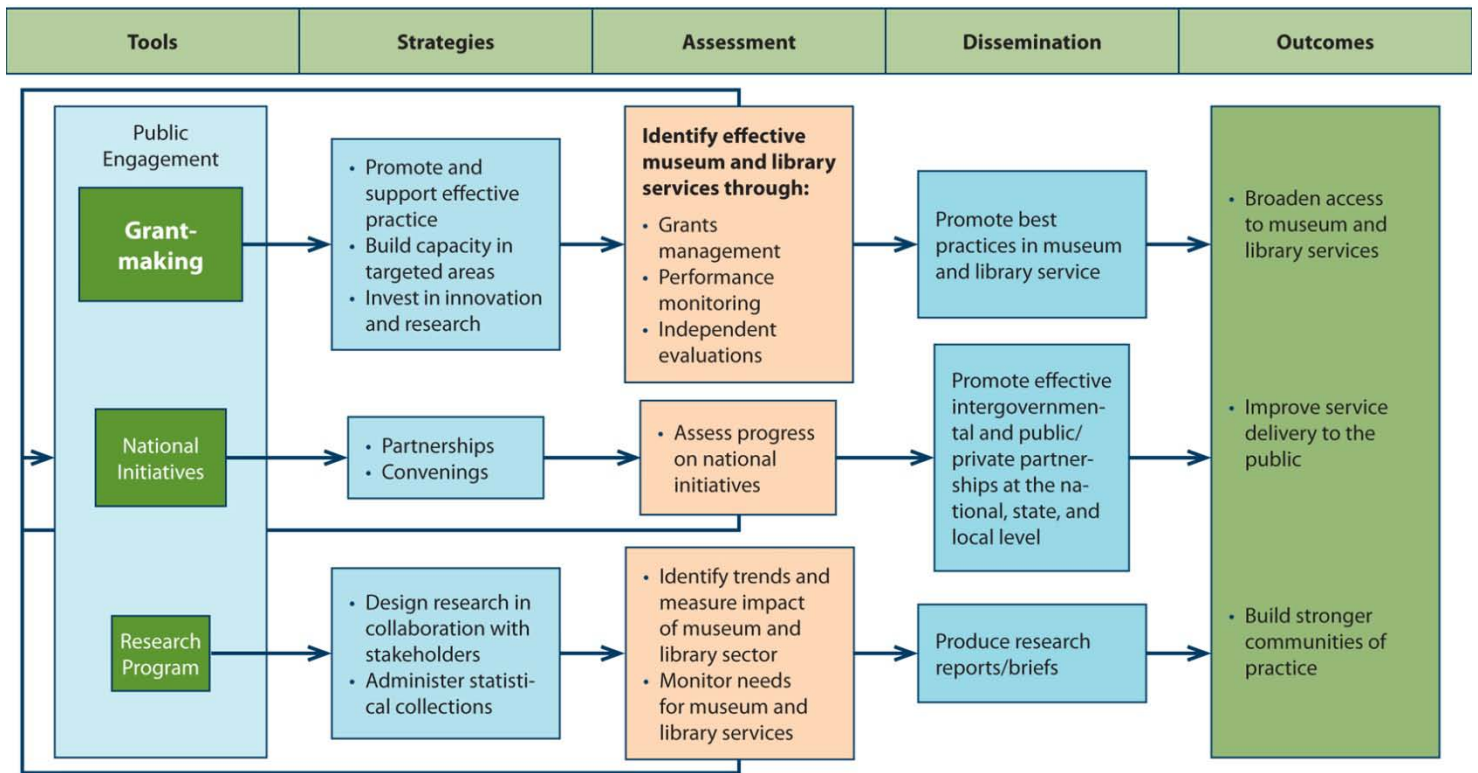 Tools
Strategies
Assessment
Dissemination
Outcomes
Public
Engagement
Grant-
making
• Promote and
support effective
practice
• Build capacity in
targeted areas
• Invest in innovation
and research
Identify effective
museum and library
services through:
• Grants
management
• Performance
monitoring
• Independent
evaluations
Promote best
practices in museum
and library service
• Broaden access
to museum and
library services
National
Initiatives
• Partnerships
• Convenings
• Assess progress
on national
initiatives
Promote effective
intergovernmen-
tal and public/
private partner-
ships at the na-
tional, state, and
local level
• Improve service
delivery to the
public
Research
Program
• Design research in
collaboration with
stakeholders
• Administer statisti-
cal collections
• Identify trends and
measure impact
of museum and
library sector
• Monitor needs
for museum and
library services
Produce research
reports/briefs
• Build stronger
communities of
practice